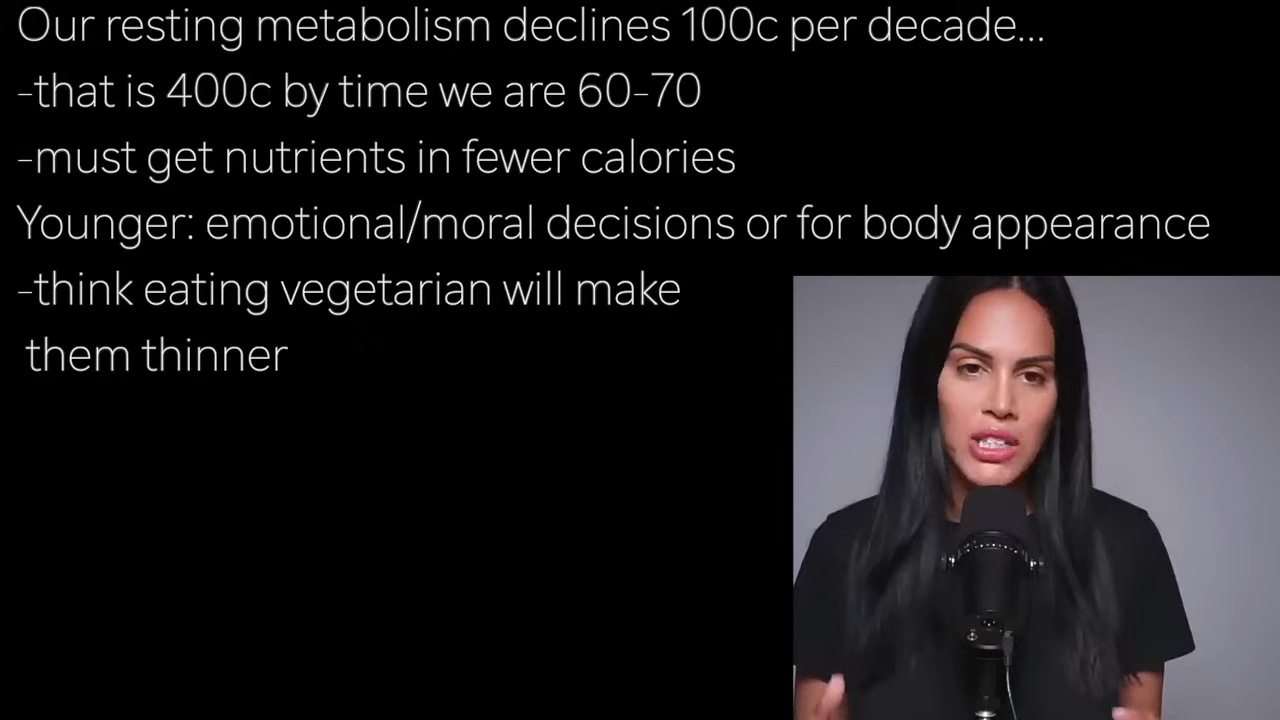 Our resting metabolism declines 100c per decade...
-that is 400c by time we are 60-70
-must get nutrients in fewer calories
Younger: emotional/moral decisions or for body appearance
-think eating vegetarian will make
them thinner